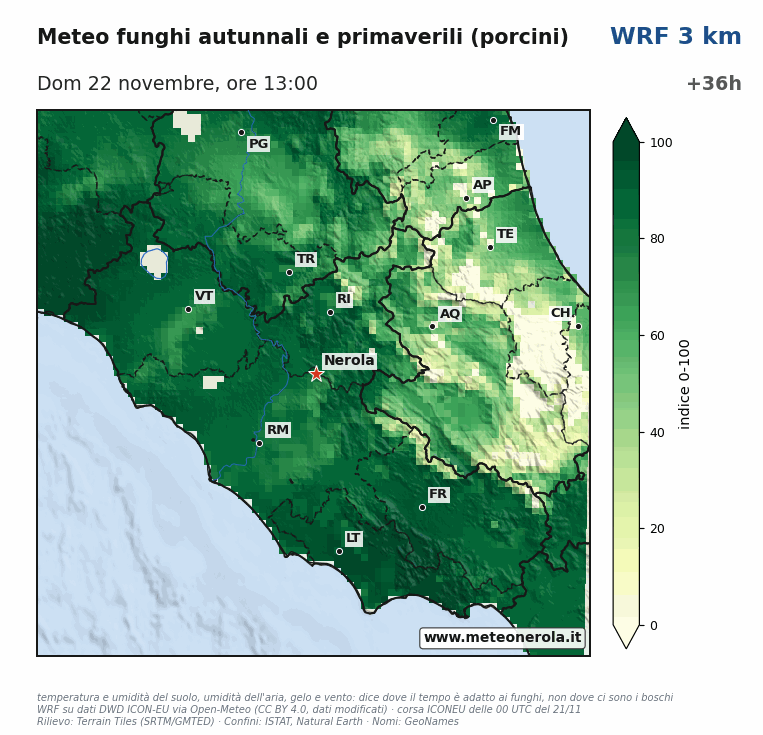 Meteo funghi autunnali e primaverili (porcini)
WRF 3 km
Dom 22 novembre, ore 13:00
+36h
FM
PG
AP
TE
TR
VT
RI
AQ
CH
Nerola
RM
FR
LT
www.meteonerola.it
100
80
60
40
20
0
indice 0-100
temperatura e umidità del suolo, umidità dell'aria, gelo e vento: dice dove il tempo è adatto ai funghi, non dove ci sono i boschi
WRF su dati DWD ICON-EU via Open-Meteo (CC BY 4.0, dati modificati) · corsa ICONEU delle 00 UTC del 21/11
Rilievo: Terrain Tiles (SRTM/GMTED) · Confini: ISTAT, Natural Earth · Nomi: GeoNames